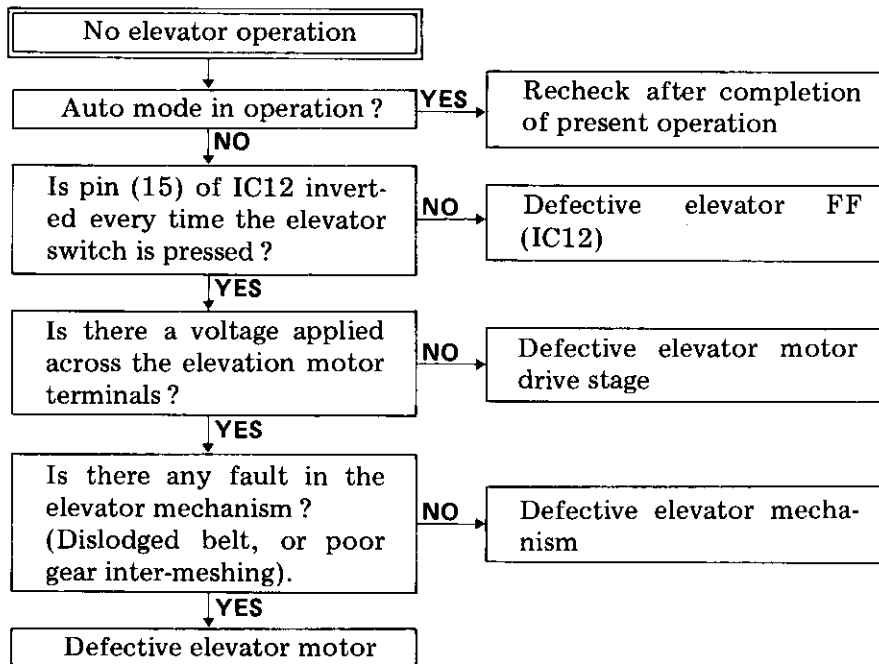 No elevator operation
Auto mode in operation ?
YES
Recheck after completion
of present operation
NO
Is pin (15) of IC12 invert-
ed every time the elevator
switch is pressed ?
NO
Defective elevator FF
(IC12)
YES
Is there a voltage applied
across the elevation motor
terminals ?
NO
Defective elevator motor
drive stage
YES
Is there any fault in the
elevator mechanism ?
(Dislodged belt, or poor
gear inter-meshing).
NO
Defective elevator mecha-
nism
YES
Defective elevator motor